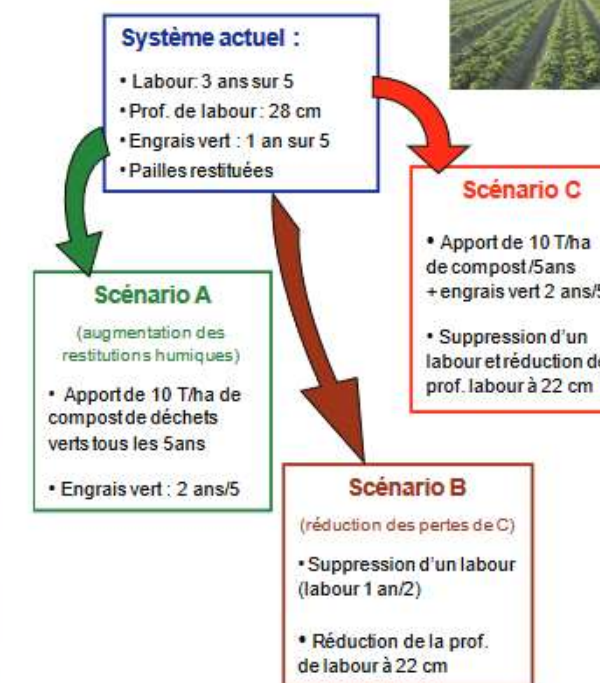 Système actuel :
• Labour: 3 ans sur 5
• Prof. de labour : 28 cm
• Engrais vert : 1 an sur 5
• Pailles restituées
Scénario C
• Apport de 10 T/ha
de compost/5ans
+ engrais vert 2 ans/5
• Suppression d'un
labour et réduction de
prof. labour à 22 cm
Scénario A
(augmentation des
restitutions humiques)
• Apport de 10 T/ha de
compost de déchets
verts tous les 5ans
• Engrais vert : 2 ans/5
Scénario B
(réduction des pertes de C)
• Suppression d'un labour
(labour 1 an/2)
• Réduction de la prof.
de labour à 22 cm